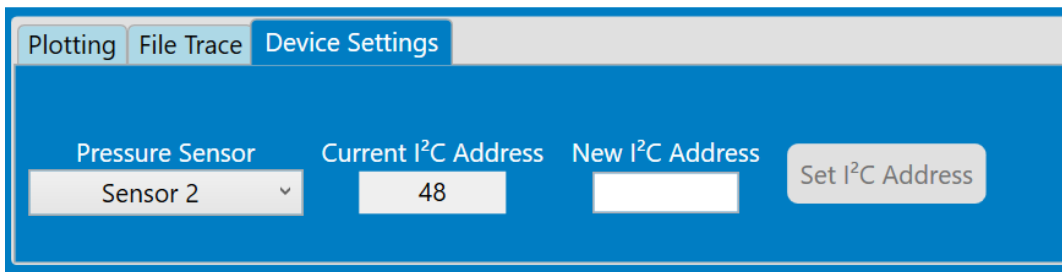 Plotting File Trace Device Settings
Pressure Sensor Current I²C Address New I²C Address
Sensor 2 48 Set I²C Address